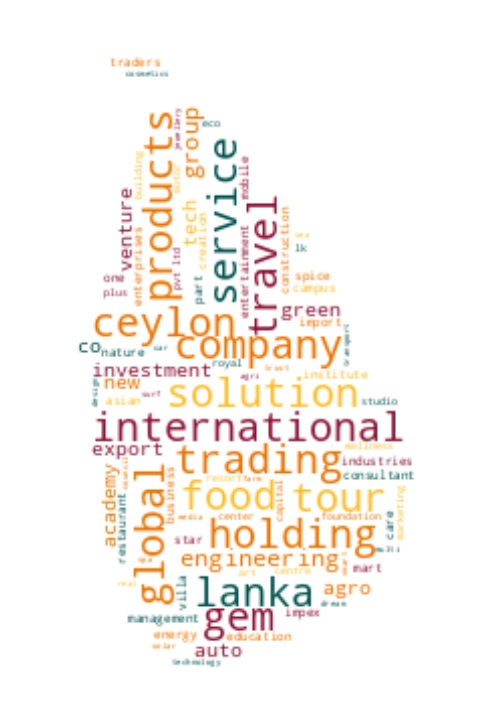 traders
cosmetics
products
jewellery
group
eco
service
building
motor
mobile
venture
enterprises
pvt ltd
tech
creation
part
entertainment
travel
construction
lk
one
plus
spice
campus
green
import
transport
ceylon
company
co
nature
car
royal
investment
agri
trust
institute
new
design
asian
surf
solution
studio
international
export
wellness
trading
industries
academy
council
restaurant
global
business
resort
farm
consultant
food
tour
capital
marketing
media
center
foundation
care
star
holding
multi
spa
engineering
smart
mart
art
centre
real
villa
lanka
agro
dream
management
gem
impex
energy
education
solar
auto
technology